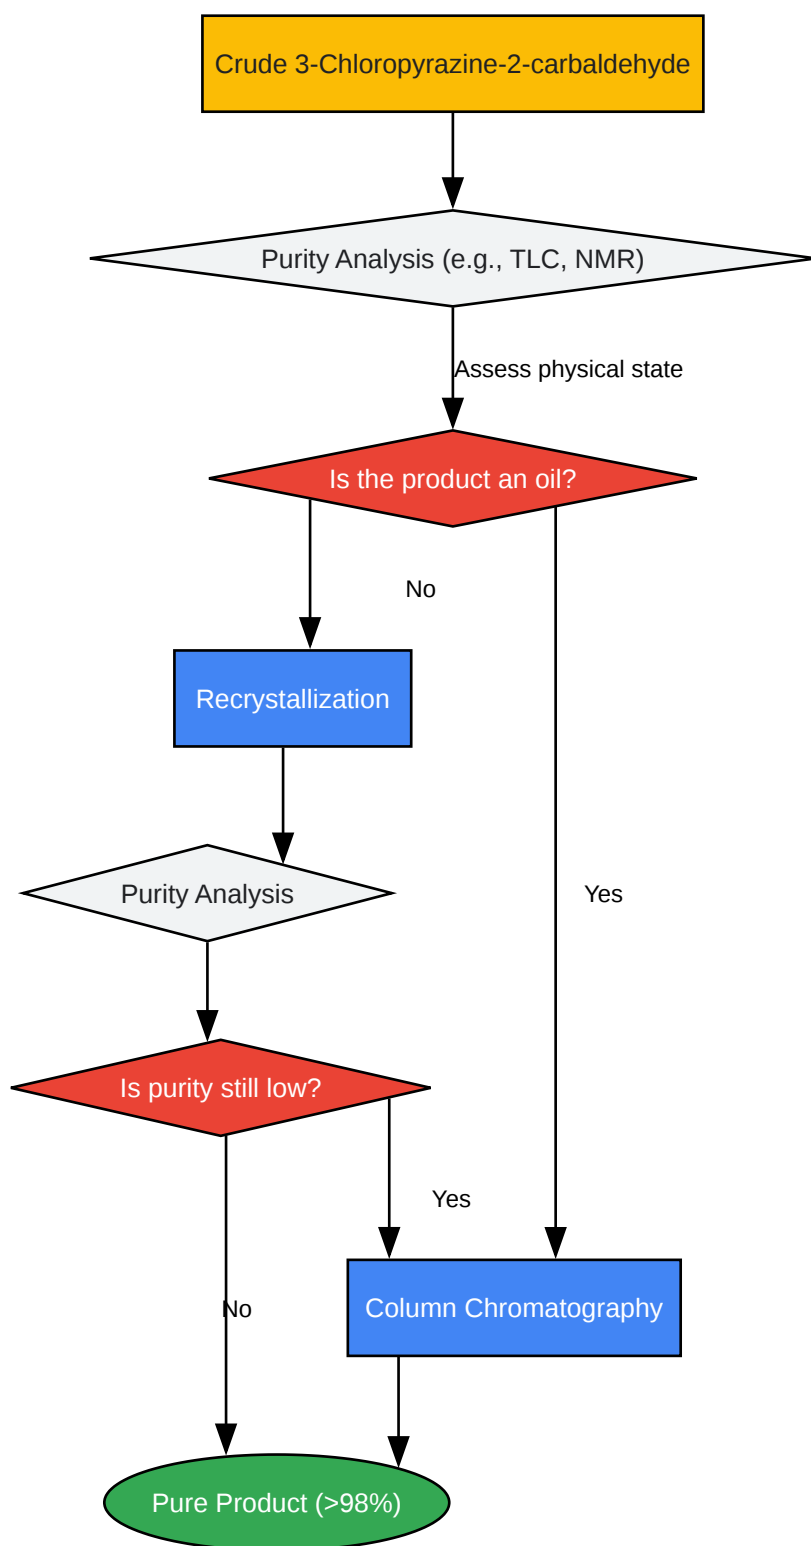 Crude 3-Chloropyrazine-2-carbaldehyde
Purity Analysis (e.g., TLC, NMR)
Assess physical state
Is the product an oil?
No
Recrystallization
Purity Analysis
Yes
Is purity still low?
Yes
No
Column Chromatography
Pure Product (>98%)